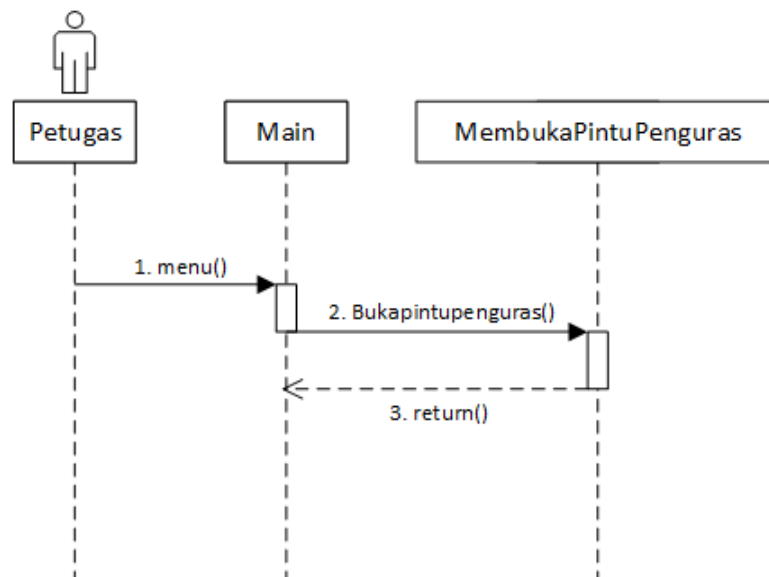 Petugas
Main
MembukaPintuPenguras
1. menu()
2. Bukapintupenguras()
3. return()